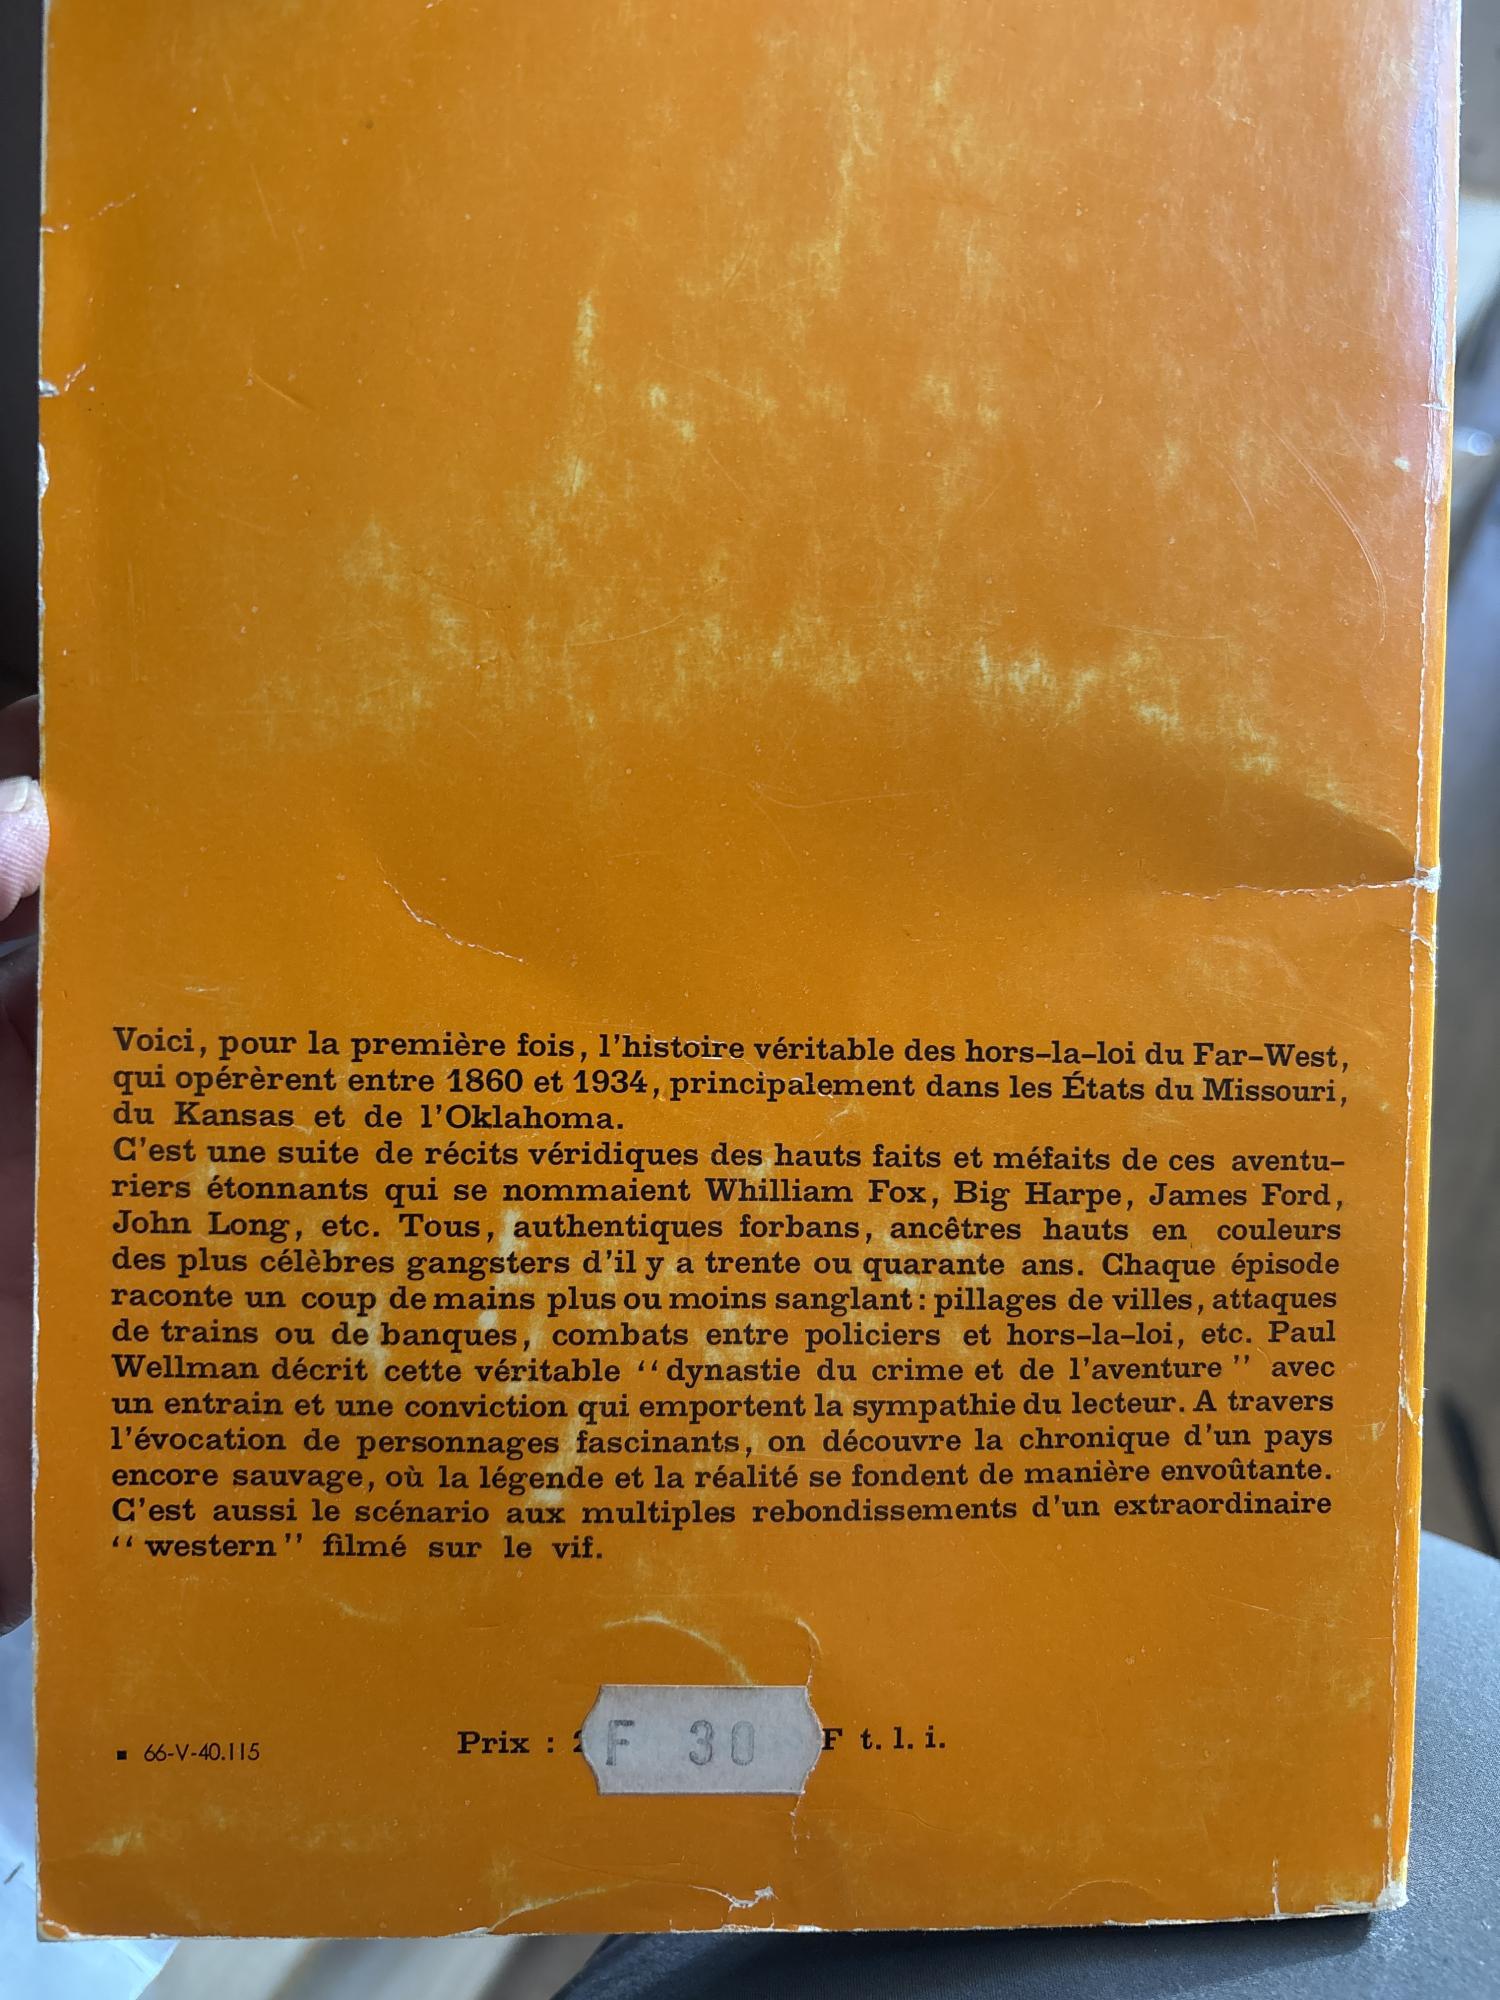 Voici, pour la première fois, l'histoire véritable des hors-la-loi du Far-West,
qui opérèrent entre 1860 et 1934, principalement dans les États du Missouri,
du Kansas et de l'Oklahoma.
C'est une suite de récits véridiques des hauts faits et méfaits de ces aventu-
riers étonnants qui se nommaient Whilliam Fox, Big Harpe, James Ford,
John Long, etc. Tous, authentiques forbans, ancêtres hauts en couleurs
des plus célèbres gangsters d'il y a trente ou quarante ans. Chaque épisode
raconte un coup de mains plus ou moins sanglant : pillages de villes, attaques
de trains ou de banques, combats entre policiers et hors-la-loi, etc. Paul
Wellman décrit cette véritable “dynastie du crime et de l'aventure” avec
un entrain et une conviction qui emportent la sympathie du lecteur. A travers
l'évocation de personnages fascinants, on découvre la chronique d'un pays
encore sauvage, où la légende et la réalité se fondent de manière envoûtante.
C'est aussi le scénario aux multiples rebondissements d'un extraordinaire
“western” filmé sur le vif.
▪ 66-V-40.115 Prix : F 30 F t. l. i.